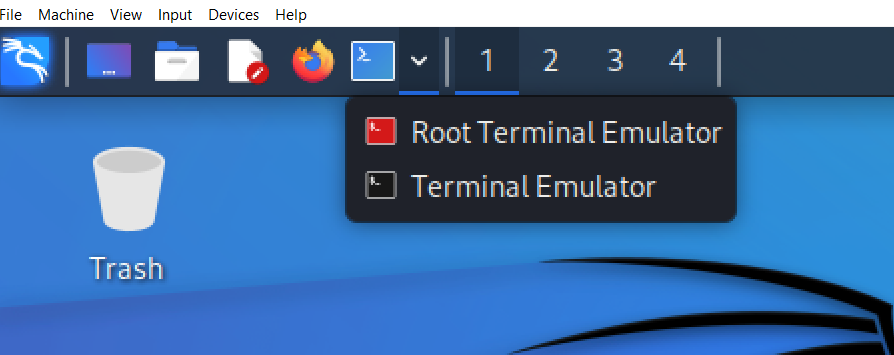 File Machine View Input Devices Help
1 2 3 4
Root Terminal Emulator
Terminal Emulator
Trash